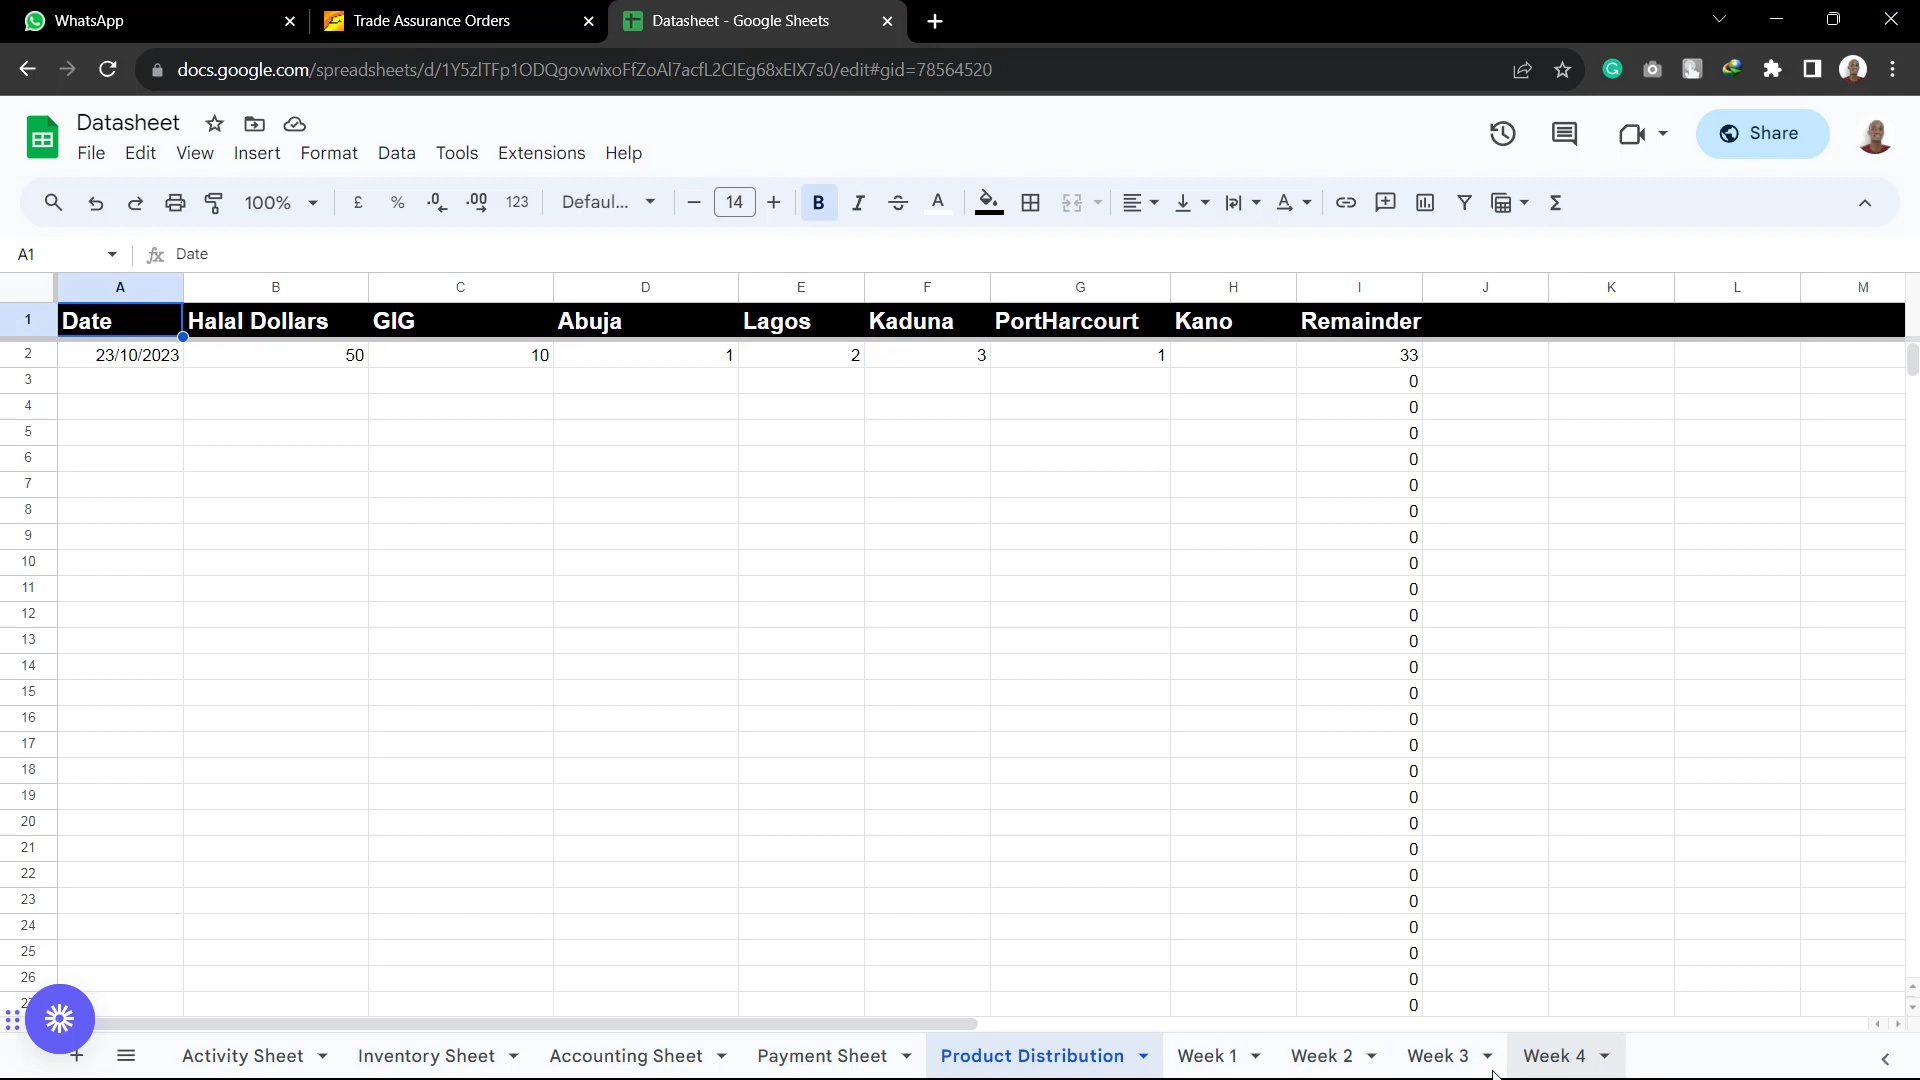 WhatsApp
Trade Assurance Orders
Datasheet - Google Sheets
docs.google.com/spreadsheets/d/1Y5zlTFp1ODQgovwixoFfZoAl7acfL2ClEg68xElX7s0/edit#gid=78564520
Datasheet
File Edit View Insert Format Data Tools Extensions Help
Share
100% £ % .0 .00 123 Defaul... 14 B I A
A1 fx Date
A B C D E F G H I J K L M
1 Date Halal Dollars GIG Abuja Lagos Kaduna PortHarcourt Kano Remainder
2 23/10/2023 50 10 1 2 3 1 33
3 0
4 0
5 0
6 0
7 0
8 0
9 0
10 0
11 0
12 0
13 0
14 0
15 0
16 0
17 0
18 0
19 0
20 0
21 0
22 0
23 0
24 0
25 0
26 0
0
Activity Sheet Inventory Sheet Accounting Sheet Payment Sheet Product Distribution Week 1 Week 2 Week 3 Week 4